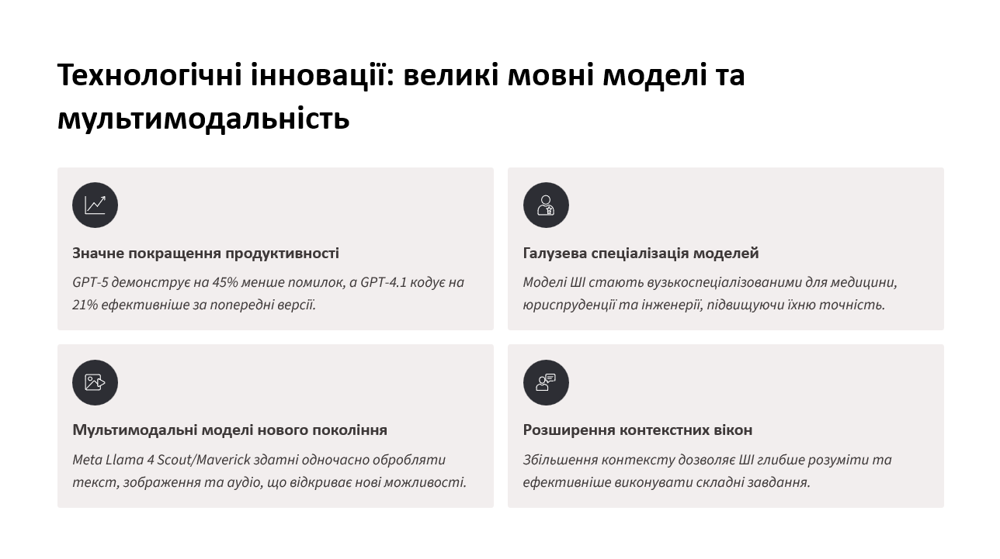 Технологічні інновації: великі мовні моделі та
мультимодальність
Значне покращення продуктивності
GPT-5 демонструє на 45% менше помилок, а GPT-4.1 кодує на
21% ефективніше за попередні версії.
Галузева спеціалізація моделей
Моделі ШІ стають вузькоспеціалізованими для медицини,
юриспруденції та інженерії, підвищуючи їхню точність.
Мультимодальні моделі нового покоління
Meta Llama 4 Scout/Maverick здатні одночасно обробляти
текст, зображення та аудіо, що відкриває нові можливості.
Розширення контекстних вікон
Збільшення контексту дозволяє ШІ глибше розуміти та
ефективніше виконувати складні завдання.